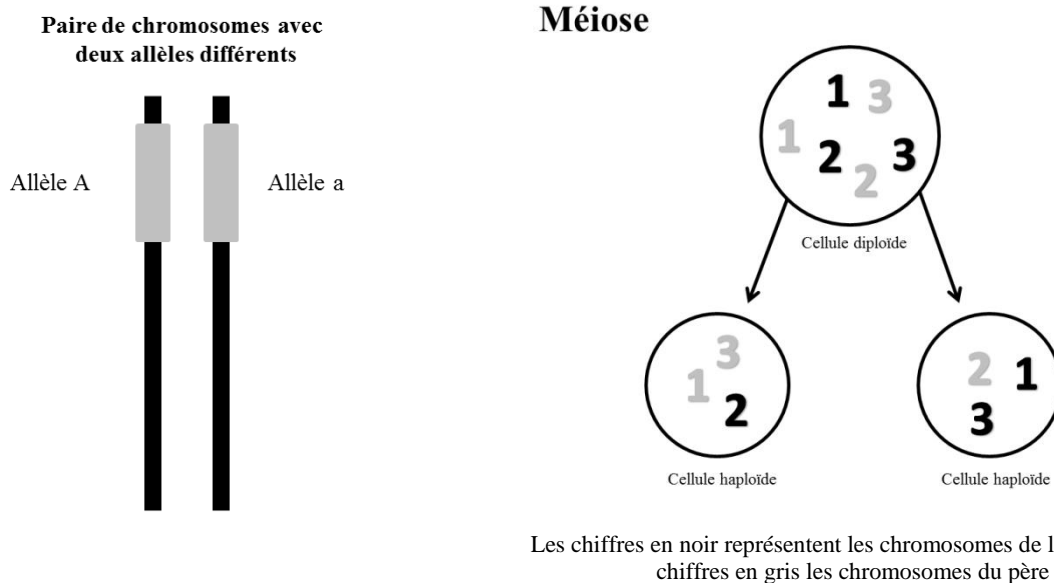 Paire de chromosomes avec
deux allèles différents
Allèle A
Allèle a
Méiose
1 3
1 2 3
2
Cellule diploïde
3
1 2
Cellule haploïde
2 1
3
Cellule haploïde
Les chiffres en noir représentent les chromosomes de
chiffres en gris les chromosomes du père